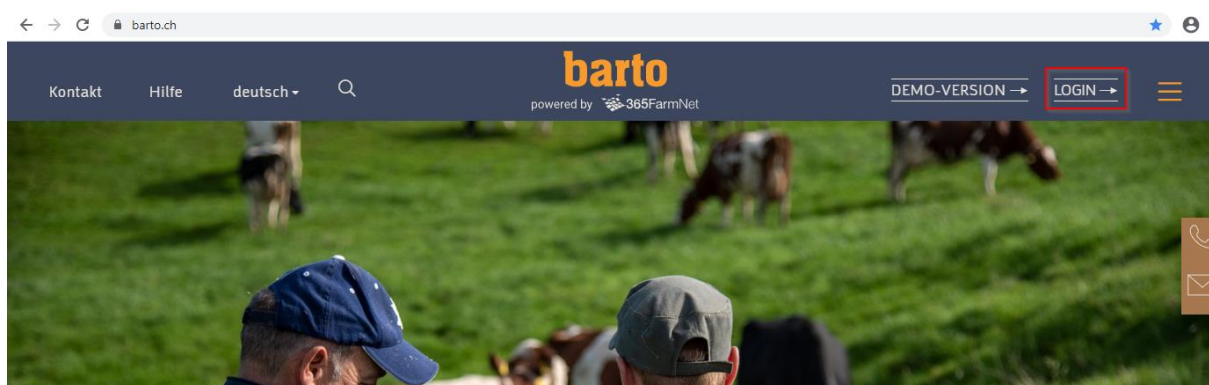 barto.ch
Kontakt Hilfe deutsch
barto
powered by 365FarmNet
DEMO-VERSION → LOGIN →